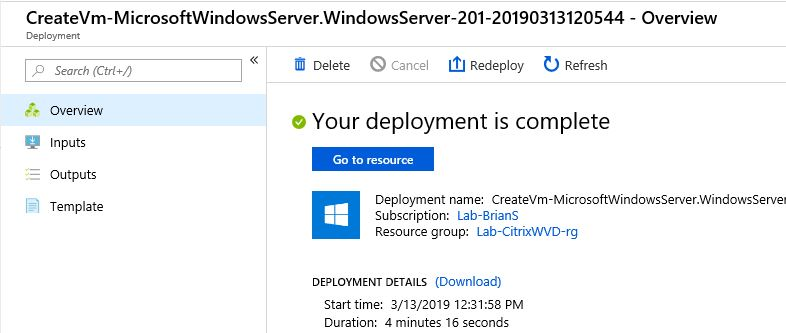 CreateVm-MicrosoftWindowsServer.WindowsServer-201-20190313120544 - Overview
Deployment
Search (Ctrl+/)
«
Delete
Cancel
Redeploy
Refresh
Overview
Inputs
Outputs
Template
Your deployment is complete
Go to resource
Deployment name: CreateVm-MicrosoftWindowsServer.WindowsServer
Subscription: Lab-BrianS
Resource group: Lab-CitrixWVD-rg
DEPLOYMENT DETAILS (Download)
Start time: 3/13/2019 12:31:58 PM
Duration: 4 minutes 16 seconds